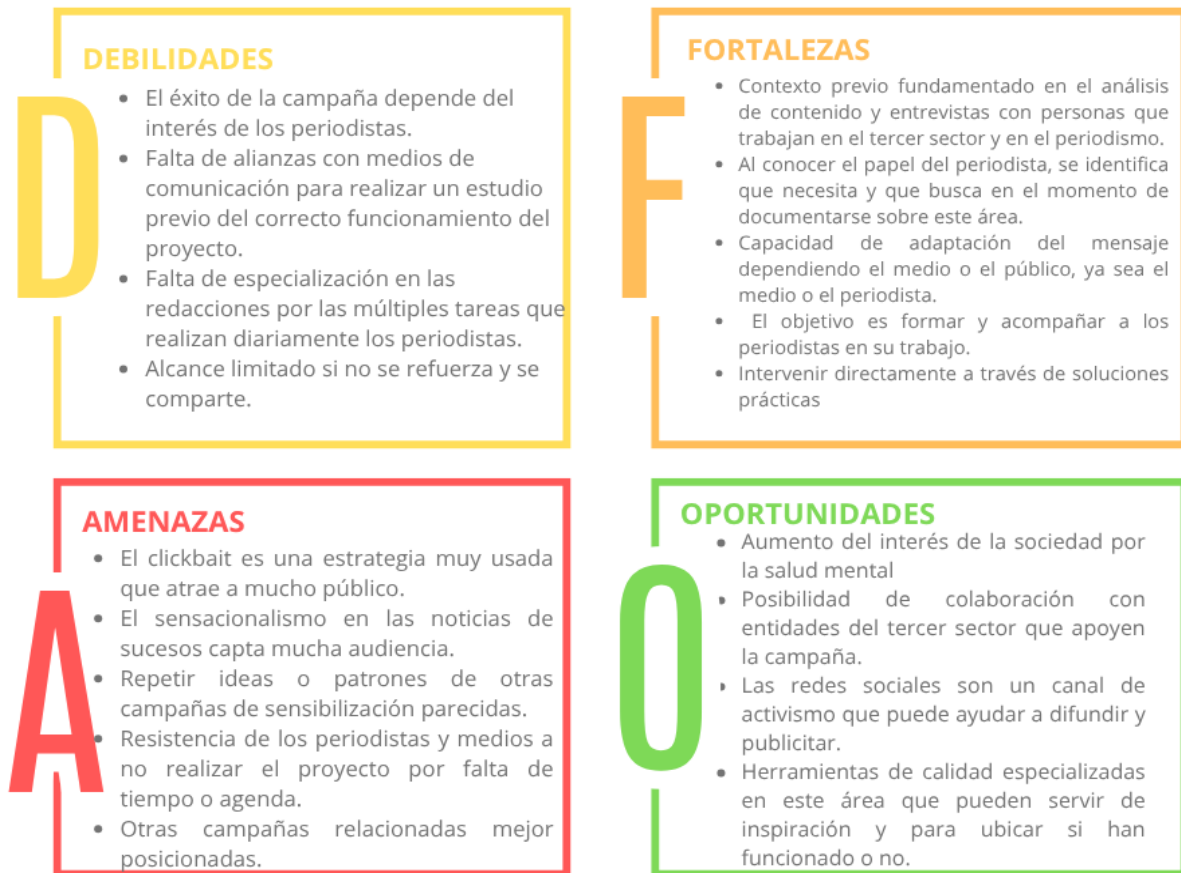 D
DEBILIDADES
El éxito de la campaña depende del
interés de los periodistas.
Falta de alianzas con medios de
comunicación para realizar un estudio
previo del correcto funcionamiento del
proyecto.
Falta de especialización en las
redacciones por las múltiples tareas que
realizan diariamente los periodistas.
Alcance limitado si no se refuerza y se
comparte.
F
FORTALEZAS
Contexto previo fundamentado en el análisis
de contenido y entrevistas con personas que
trabajan en el tercer sector y en el periodismo.
Al conocer el papel del periodista, se identifica
que necesita y que busca en el momento de
documentarse sobre este área.
Capacidad de adaptación del mensaje
dependiendo el medio o el público, ya sea el
medio o el periodista.
El objetivo es formar y acompañar a los
periodistas en su trabajo.
Intervenir directamente a través de soluciones
prácticas
A
AMENAZAS
El clickbait es una estrategia muy usada
que atrae a mucho público.
El sensacionalismo en las noticias de
sucesos capta mucha audiencia.
Repetir ideas o patrones de otras
campañas de sensibilización parecidas.
Resistencia de los periodistas y medios a
no realizar el proyecto por falta de
tiempo o agenda.
Otras campañas relacionadas mejor
posicionadas.
O
OPORTUNIDADES
Aumento del interés de la sociedad por
la salud mental
Posibilidad de colaboración con
entidades del tercer sector que apoyen
la campaña.
Las redes sociales son un canal de
activismo que puede ayudar a difundir y
publicitar.
Herramientas de calidad especializadas
en este área que pueden servir de
inspiración y para ubicar si han
funcionado o no.